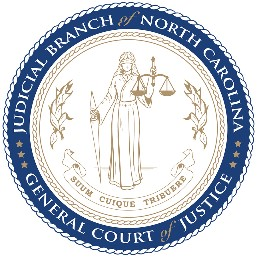 JUDICIAL BRANCH of NORTH CAROLINA
SUUM CUIQUE TRIBUERE
GENERAL COURT of JUSTICE